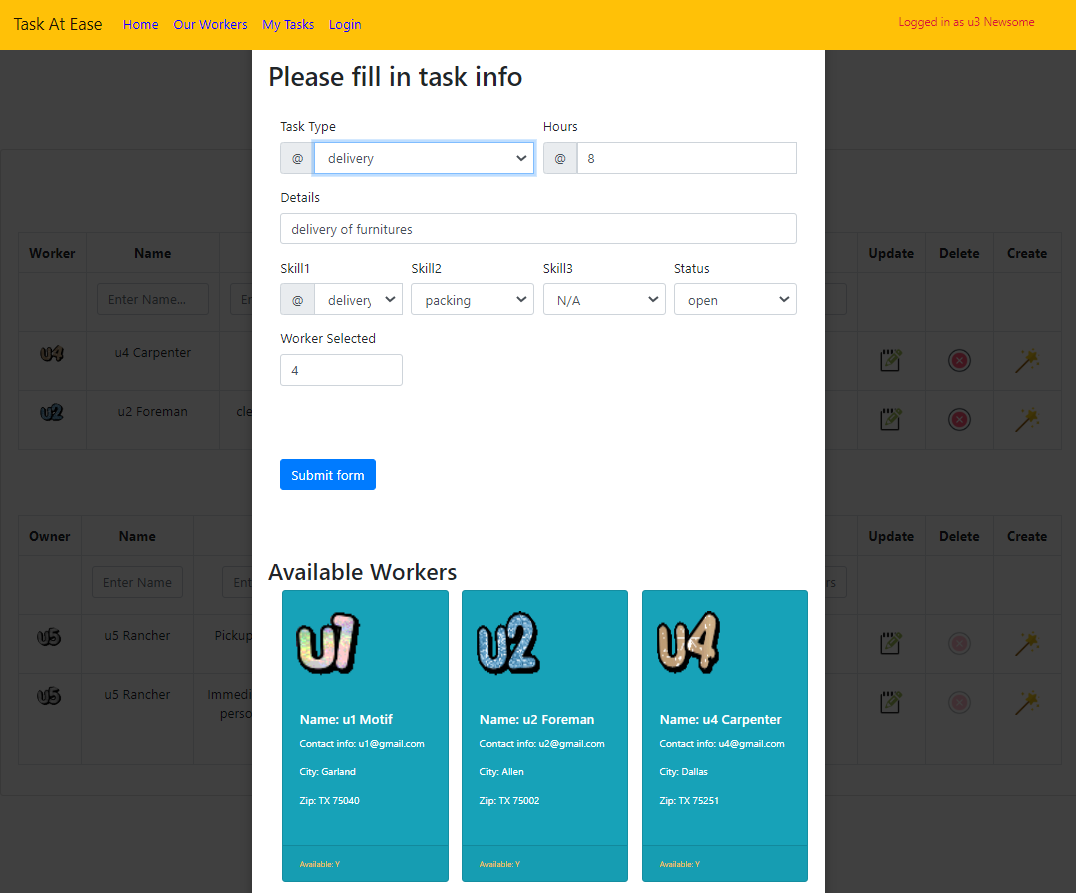 Task At Ease Home Our Workers My Tasks Login Logged in as u3 Newsome
Please fill in task info
Task Type Hours
@ delivery @ 8
Details
delivery of furnitures
Skill1 Skill2 Skill3 Status
@ delivery packing N/A open
Worker Selected
4
Submit form
Worker Name Update Delete Create
Enter Name...
u4 u4 Carpenter
u2 u2 Foreman cle
Owner Name Update Delete Create
Enter Name Ent rs
u5 u5 Rancher Pickup
u5 u5 Rancher Immedi
perso
Available Workers
u1 u2 u4
Name: u1 Motif Name: u2 Foreman Name: u4 Carpenter
Contact info: u1@gmail.com Contact info: u2@gmail.com Contact info: u4@gmail.com
City: Garland City: Allen City: Dallas
Zip: TX 75040 Zip: TX 75002 Zip: TX 75251
Available: Y Available: Y Available: Y